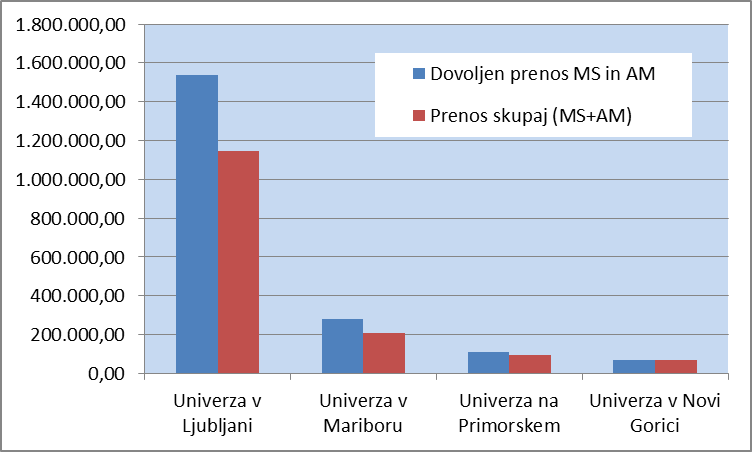 1.800.000,00
1.600.000,00
1.400.000,00
1.200.000,00
1.000.000,00
800.000,00
600.000,00
400.000,00
200.000,00
0,00
Dovoljen prenos MS in AM
Prenos skupaj (MS+AM)
Univerza v
Ljubljani
Univerza v
Mariboru
Univerza na
Primorskem
Univerza v Novi
Gorici